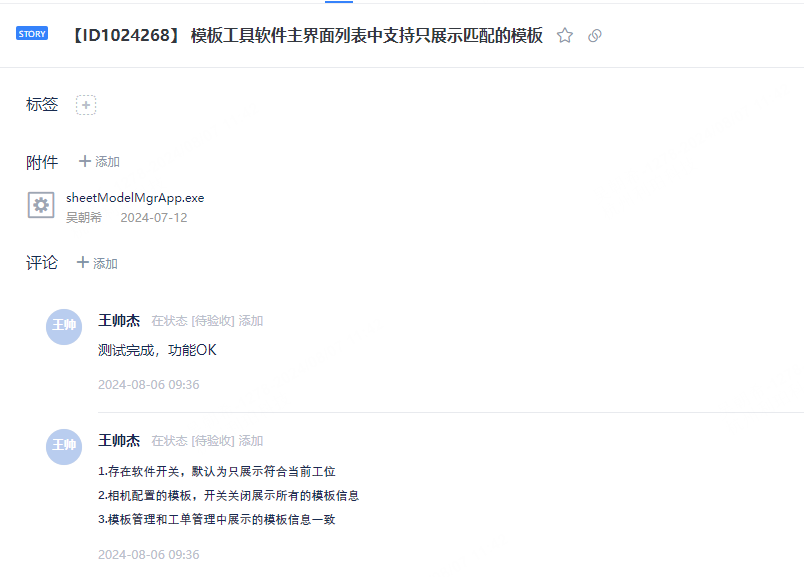 STORY 【ID1024268】 模板工具软件主界面列表中支持只展示匹配的模板
标签
附件 添加
sheetModelMgrApp.exe
吴朝希 2024-07-12
评论 添加
王帅 王帅杰 在状态 [待验收] 添加
测试完成，功能OK
2024-08-06 09:36
王帅 王帅杰 在状态 [待验收] 添加
1.存在软件开关，默认为只展示符合当前工位
2.相机配置的模板，开关关闭展示所有的模板信息
3.模板管理和工单管理中展示的模板信息一致
2024-08-06 09:36